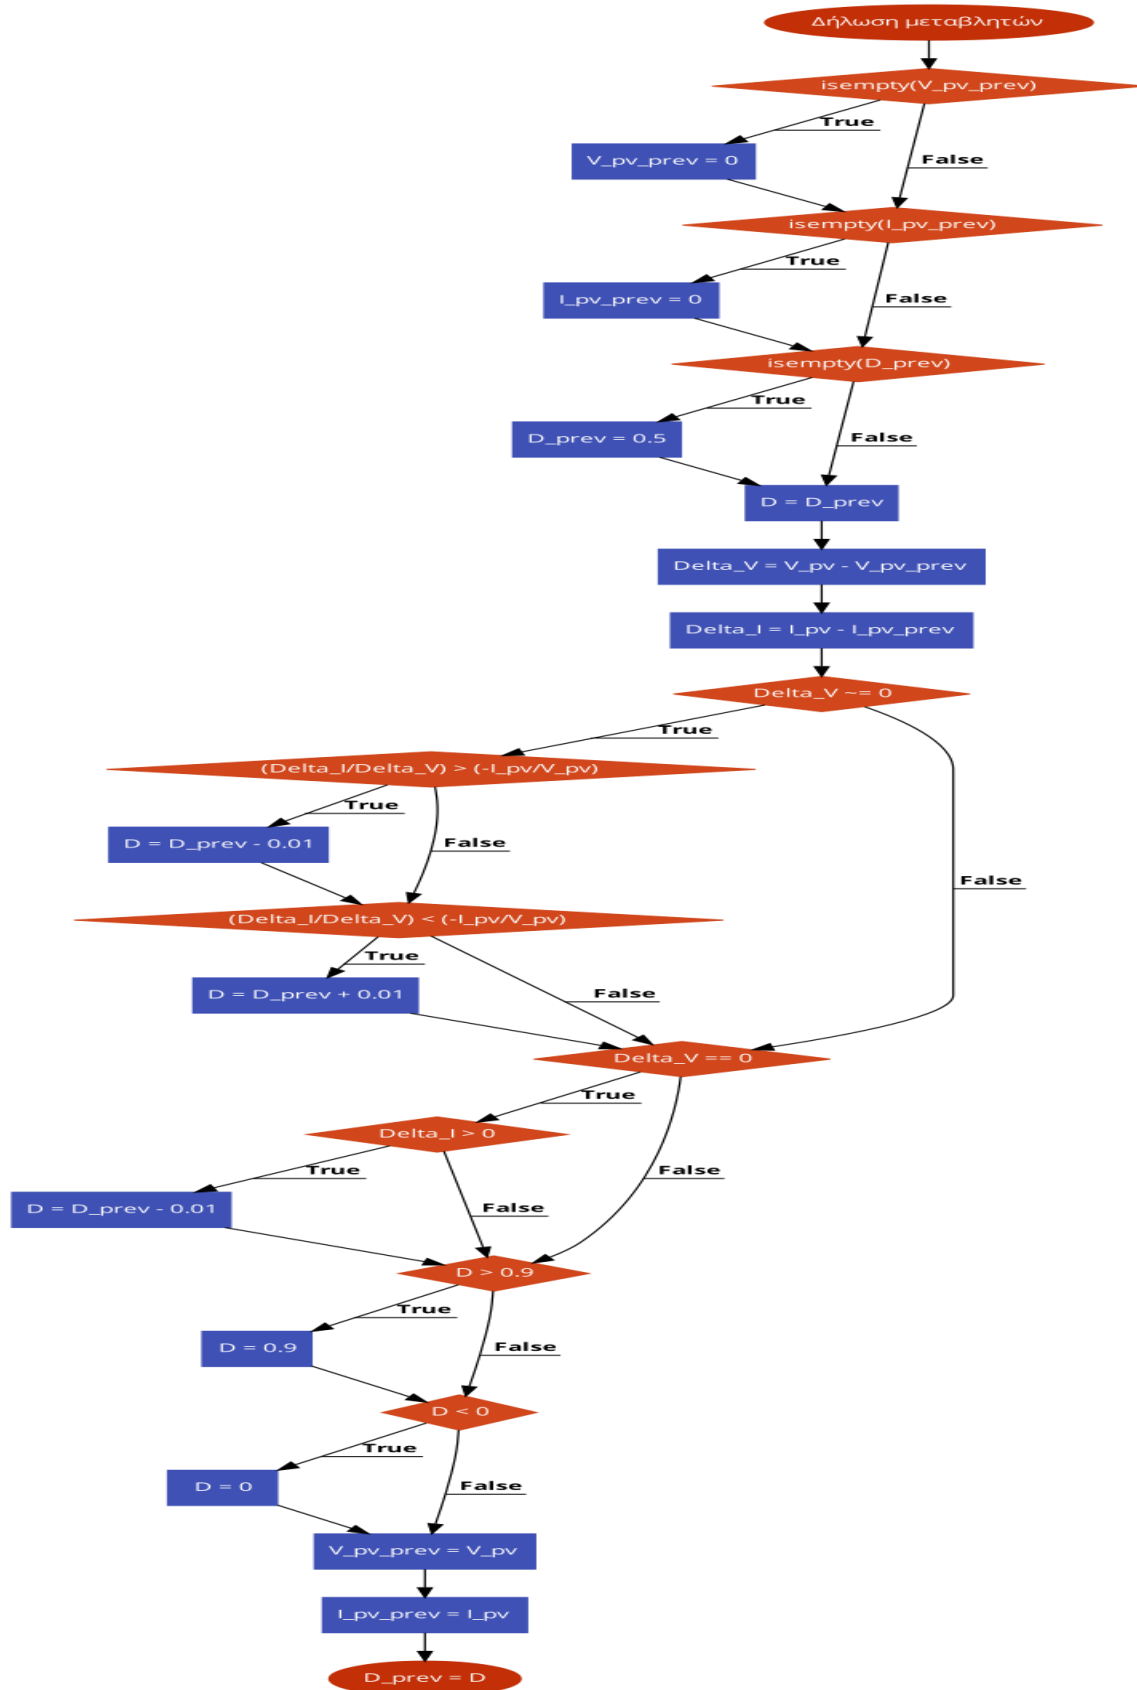 Δήλωση μεταβλητών
isempty(V_pv_prev)
True
V_pv_prev = 0
False
isempty(I_pv_prev)
True
I_pv_prev = 0
False
isempty(D_prev)
True
D_prev = 0.5
False
D = D_prev
Delta_V = V_pv - V_pv_prev
Delta_I = I_pv - I_pv_prev
Delta_V ~= 0
True
(Delta_I/Delta_V) > (-I_pv/V_pv)
True
D = D_prev - 0.01
False
False
(Delta_I/Delta_V) < (-I_pv/V_pv)
True
D = D_prev + 0.01
False
Delta_V == 0
True
Delta_I > 0
True
False
D = D_prev - 0.01
False
D > 0.9
True
D = 0.9
False
D < 0
True
D = 0
False
V_pv_prev = V_pv
I_pv_prev = I_pv
D_prev = D